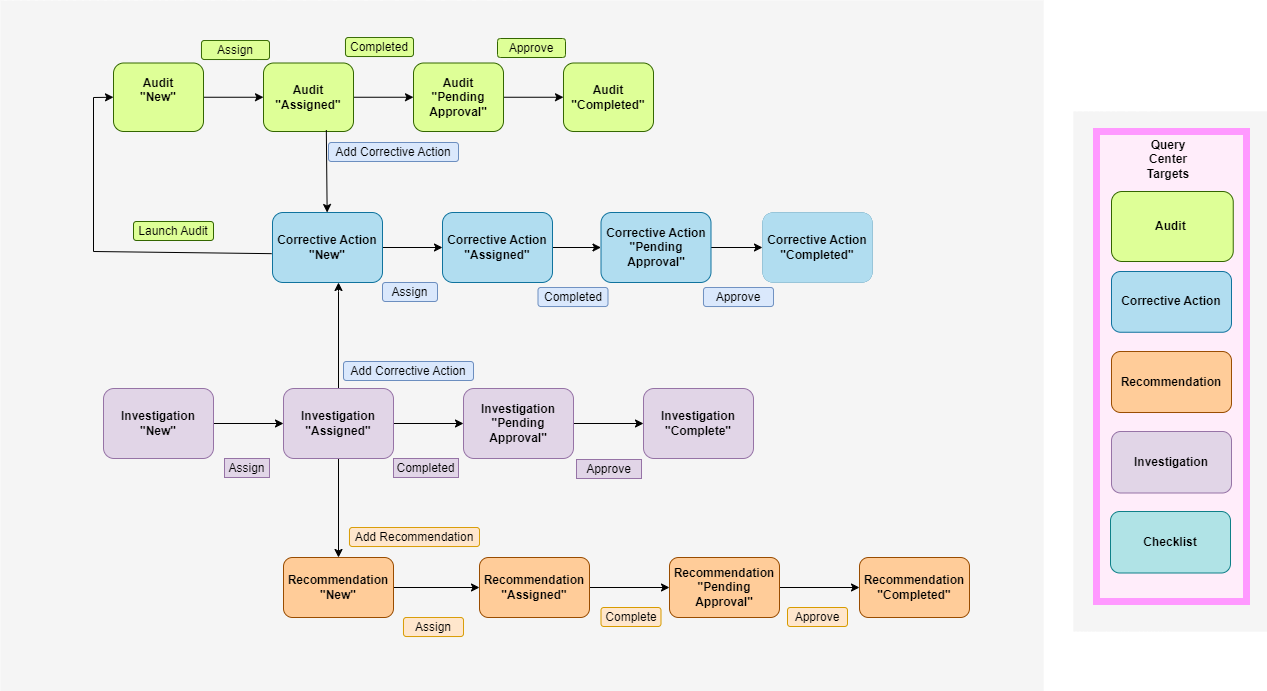 Assign
Completed
Approve
Audit
"New"
Audit
"Assigned"
Audit
"Pending
Approval"
Audit
"Completed"
Add Corrective Action
Launch Audit
Corrective Action
"New"
Corrective Action
"Assigned"
Corrective Action
"Pending
Approval"
Corrective Action
"Completed"
Assign
Completed
Approve
Add Corrective Action
Investigation
"New"
Investigation
"Assigned"
Investigation
"Pending
Approval"
Investigation
"Complete"
Assign
Completed
Approve
Add Recommendation
Recommendation
"New"
Recommendation
"Assigned"
Recommendation
"Pending
Approval"
Recommendation
"Completed"
Assign
Complete
Approve
Query
Center
Targets
Audit
Corrective Action
Recommendation
Investigation
Checklist